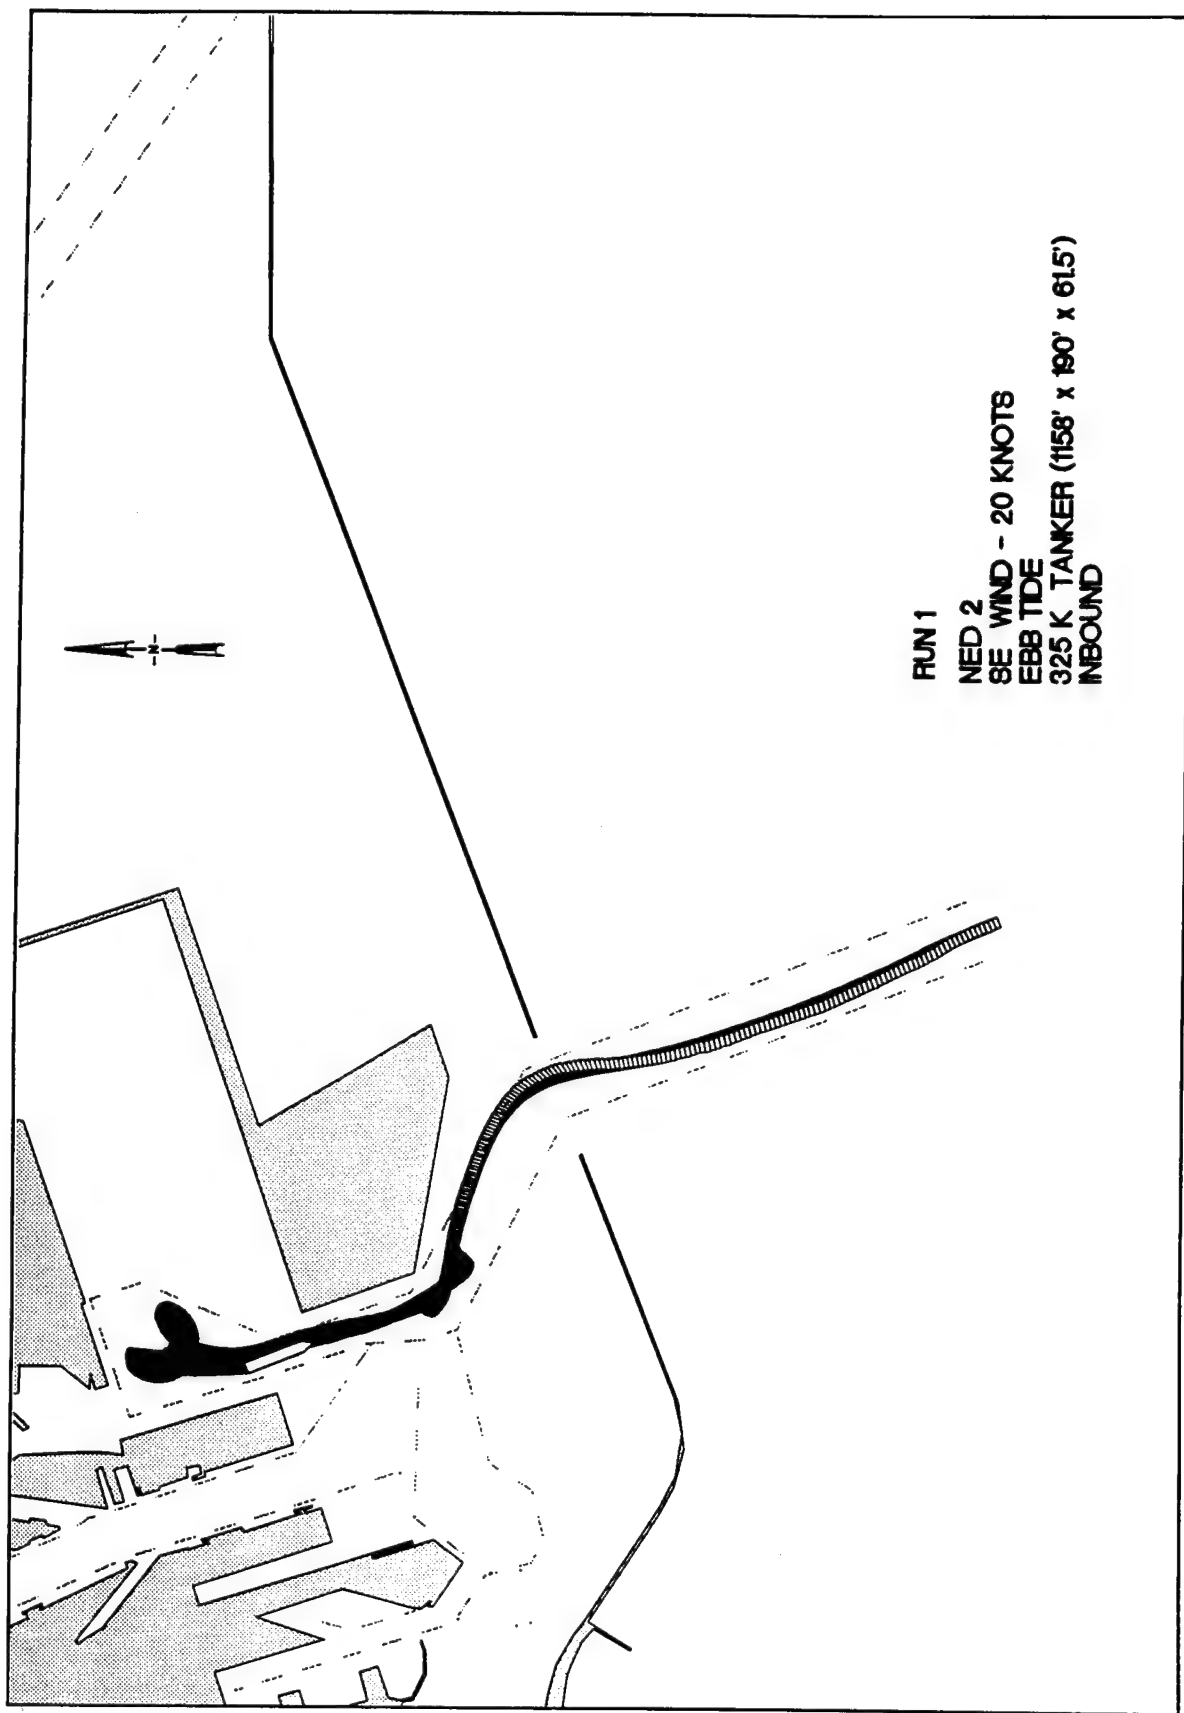 N
RUN 1
NED 2
SE WIND - 20 KNOTS
EBB TIDE
325 K TANKER (1158' x 190' x 61.5')
INBOUND